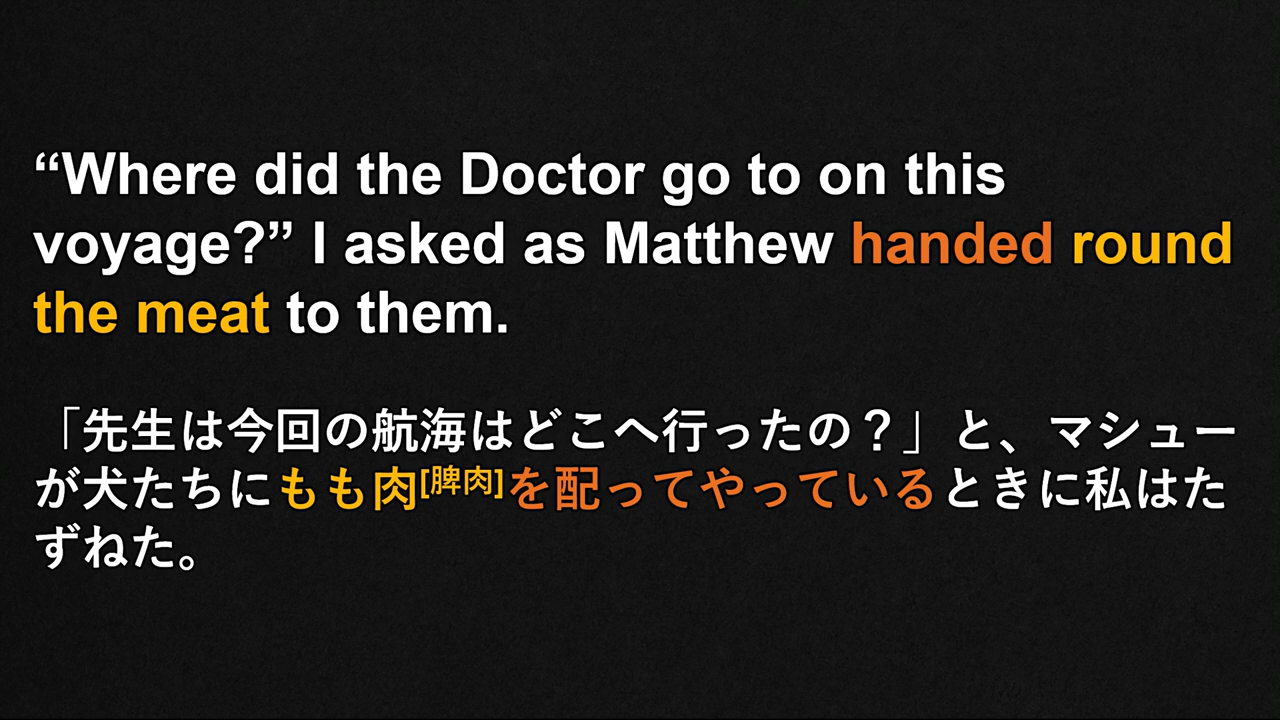 “Where did the Doctor go to on this
voyage?” I asked as Matthew handed round
the meat to them.
「先生は今回の航海はどこへ行ったの？」と、マシュー
が犬たちにもも肉[脾肉]を配ってやっているときに私はた
ずねた。